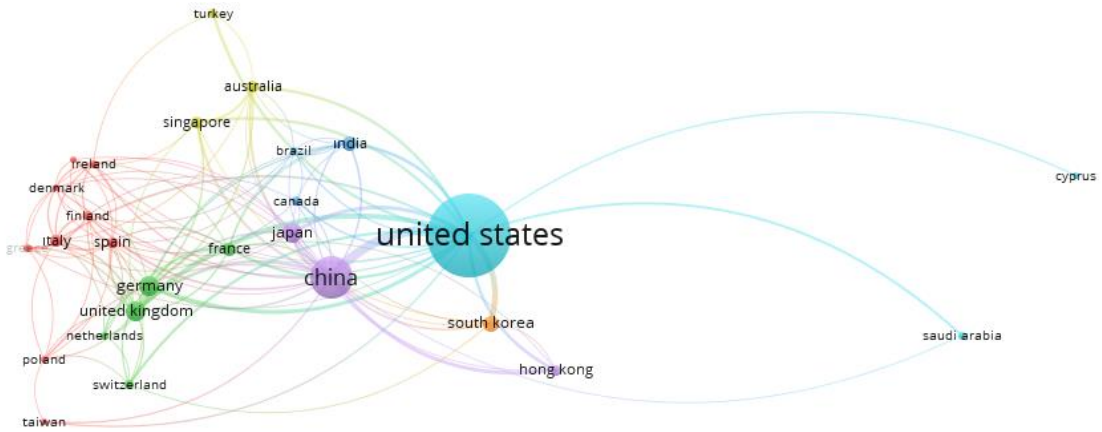 turkey
australia
singapore
brazil
india
ireland
denmark
cyprus
canada
finland
japan
united states
italy
spain
france
china
germany
united kingdom
south korea
netherlands
saudi arabia
poland
hong kong
switzerland
taiwan